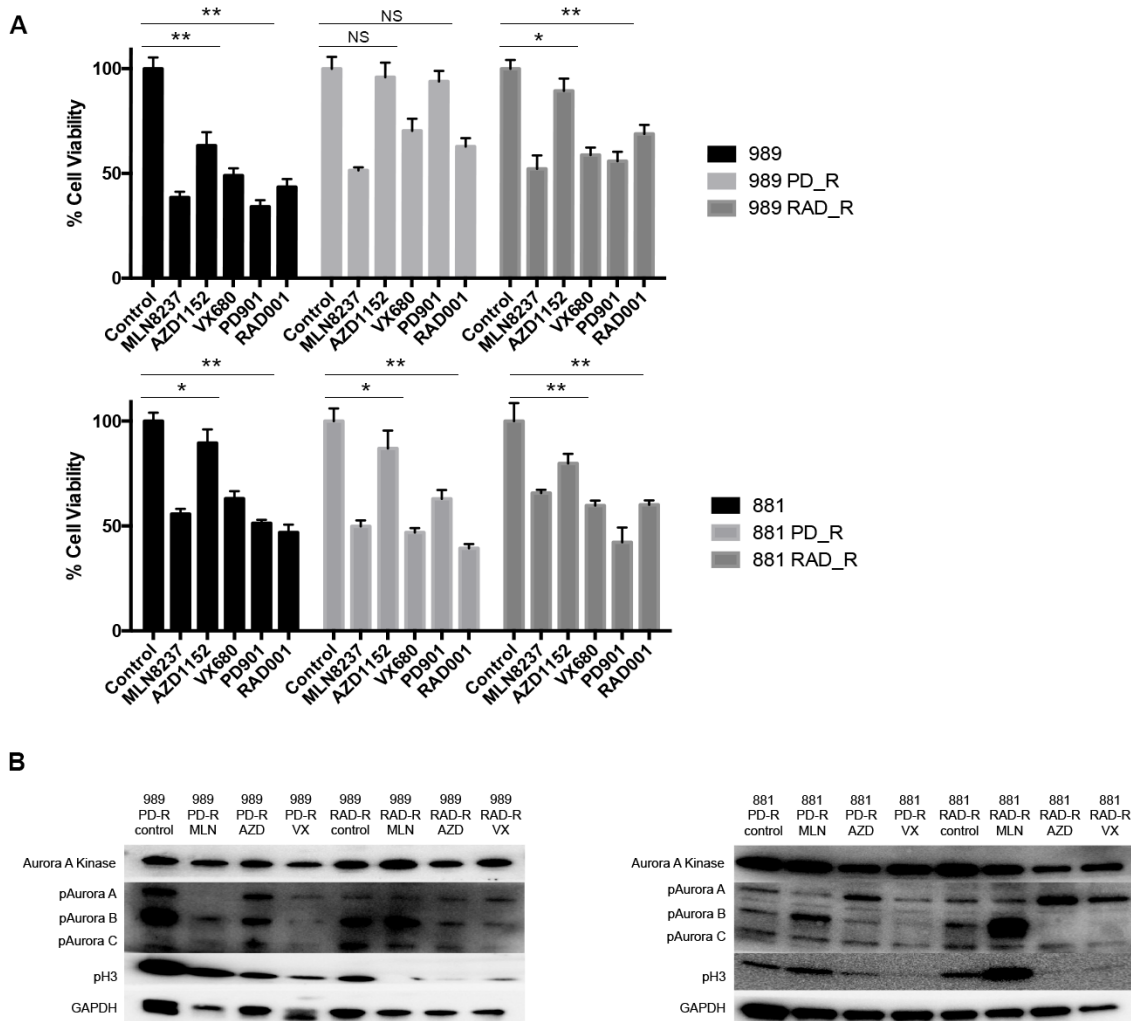 A
**
**
NS
NS
**
*
% Cell Viability
100
50
0
Control
MLN8237
AZD1152
VX680
PD901
RAD001
Control
MLN8237
AZD1152
VX680
PD901
RAD001
Control
MLN8237
AZD1152
VX680
PD901
RAD001
989
989 PD_R
989 RAD_R
**
*
**
*
**
**
% Cell Viability
100
50
0
Control
MLN8237
AZD1152
VX680
PD901
RAD001
Control
MLN8237
AZD1152
VX680
PD901
RAD001
Control
MLN8237
AZD1152
VX680
PD901
RAD001
881
881 PD_R
881 RAD_R
B
989 989 989 989 989 989 989 989
PD-R PD-R PD-R PD-R RAD-R RAD-R RAD-R RAD-R
control MLN AZD VX control MLN AZD VX
Aurora A Kinase
pAurora A
pAurora B
pAurora C
pH3
GAPDH
881 881 881 881 881 881 881 881
PD-R PD-R PD-R PD-R RAD-R RAD-R RAD-R RAD-R
control MLN AZD VX control MLN AZD VX
Aurora A Kinase
pAurora A
pAurora B
pAurora C
pH3
GAPDH